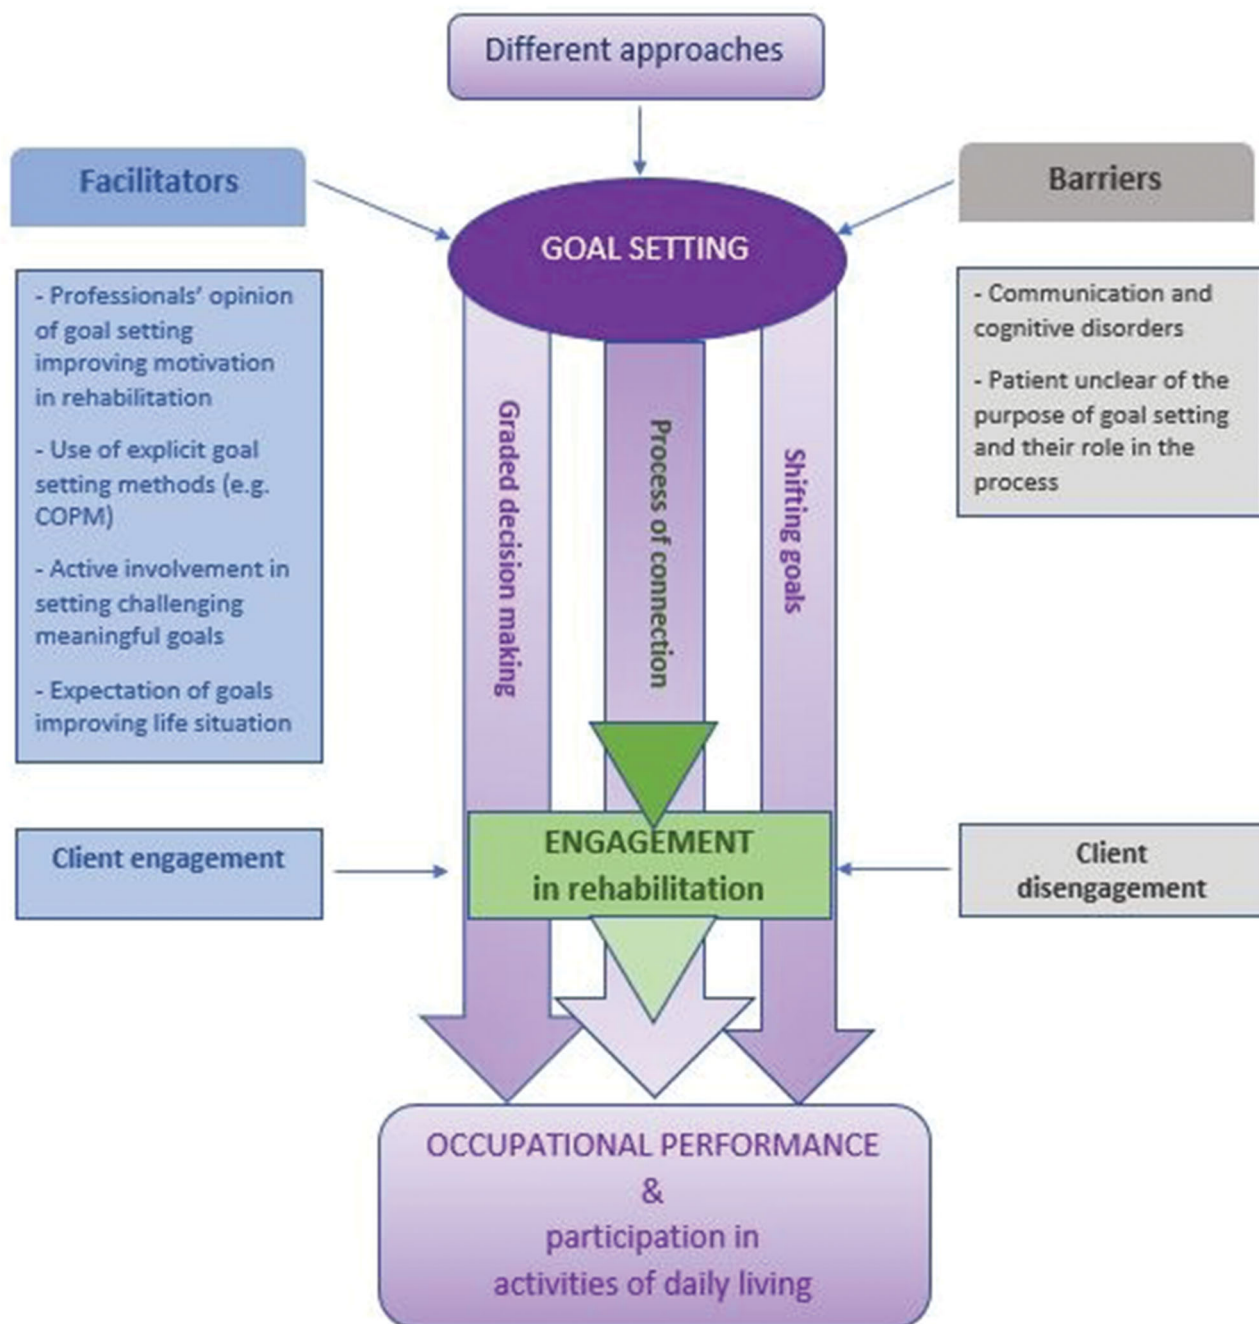 Different approaches
Facilitators
Barriers
GOAL SETTING
- Professionals’ opinion
of goal setting
improving motivation
in rehabilitation
- Use of explicit goal
setting methods (e.g.
COPM)
- Active involvement in
setting challenging
meaningful goals
- Expectation of goals
improving life situation
- Communication and
cognitive disorders
- Patient unclear of the
purpose of goal setting
and their role in the
process
Graded decision making
Process of connection
Shifting goals
Client engagement
ENGAGEMENT
in rehabilitation
Client
disengagement
OCCUPATIONAL PERFORMANCE
&
participation in
activities of daily living